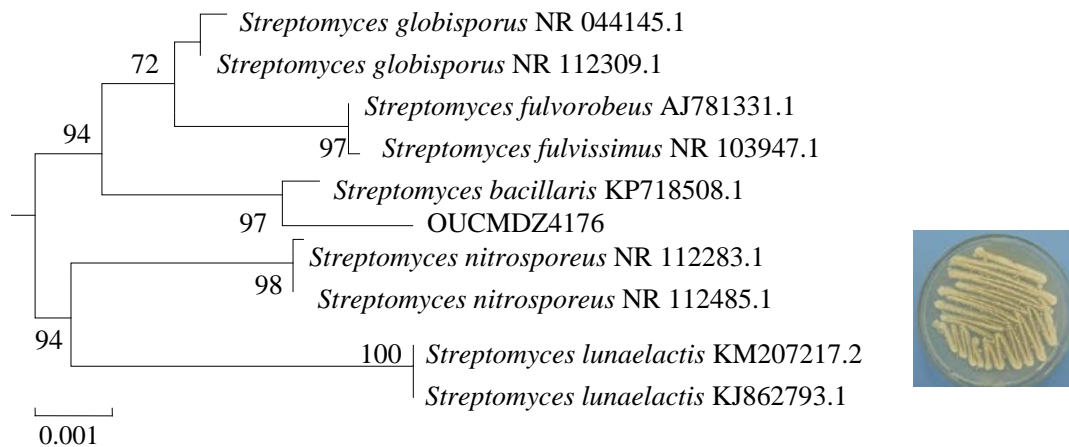 Streptomyces globisporus NR 044145.1
72
Streptomyces globisporus NR 112309.1
Streptomyces fulvorobeus AJ781331.1
94
97 Streptomyces fulvissimus NR 103947.1
Streptomyces bacillaris KP718508.1
97
OUCMDZ4176
Streptomyces nitrosporeus NR 112283.1
98
Streptomyces nitrosporeus NR 112485.1
94
100 Streptomyces lunaelactis KM207217.2
Streptomyces lunaelactis KJ862793.1
0.001